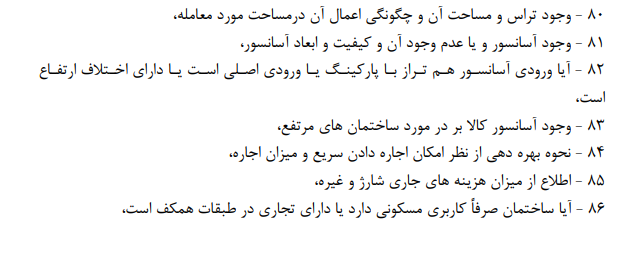 ۸۰ - وجود تراس و مساحت آن و چگونگی اعمال آن درمساحت مورد معامله،
۸۱ - وجود آسانسور و یا عدم وجود آن و کیفیت و ابعاد آسانسور،
۸۲ - آیا ورودی آسانسور هم تراز با پارکینگ یا ورودی اصلی است یا دارای اختلاف ارتفاع
است،
۸۳ - وجود آسانسور کالا بر در مورد ساختمان های مرتفع،
۸۴ - نحوه بهره دهی از نظر امکان اجاره دادن سریع و میزان اجاره،
۸۵ - اطلاع از میزان هزینه های جاری شارژ و غیره،
۸۶ - آیا ساختمان صرفاً کاربری مسکونی دارد یا دارای تجاری در طبقات همکف است،